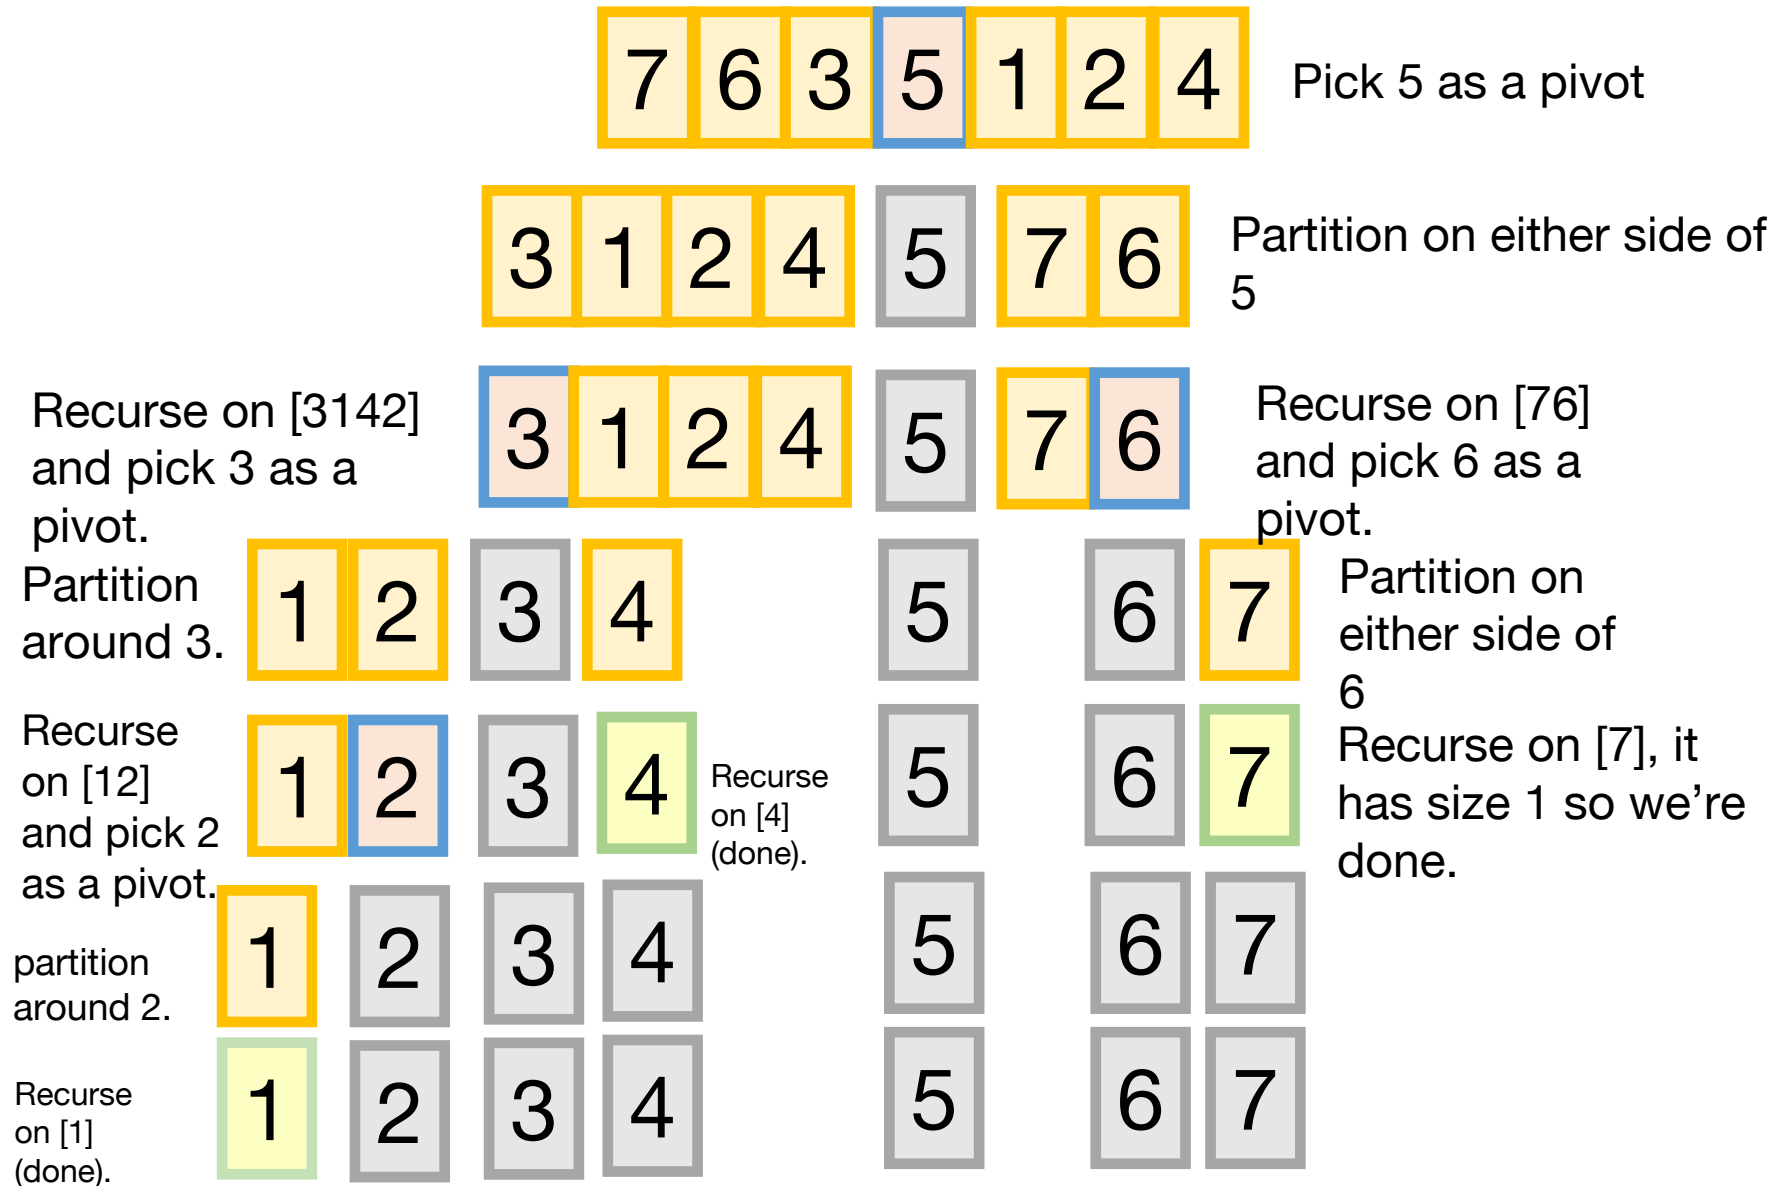 7 6 3 5 1 2 4 Pick 5 as a pivot
3 1 2 4 5 7 6
Partition on either side of
5
Recurse on [3142]
and pick 3 as a
pivot.
3 1 2 4 5 7 6
Recurse on [76]
and pick 6 as a
pivot.
Partition
around 3.
1 2 3 4 5 6 7
Partition on
either side of
6
Recurse
on [12]
and pick 2
as a pivot.
1 2 3 4
Recurse
on [4]
(done).
5 6 7
Recurse on [7], it
has size 1 so we’re
done.
partition
around 2.
1 2 3 4 5 6 7
Recurse
on [1]
(done).
1 2 3 4 5 6 7